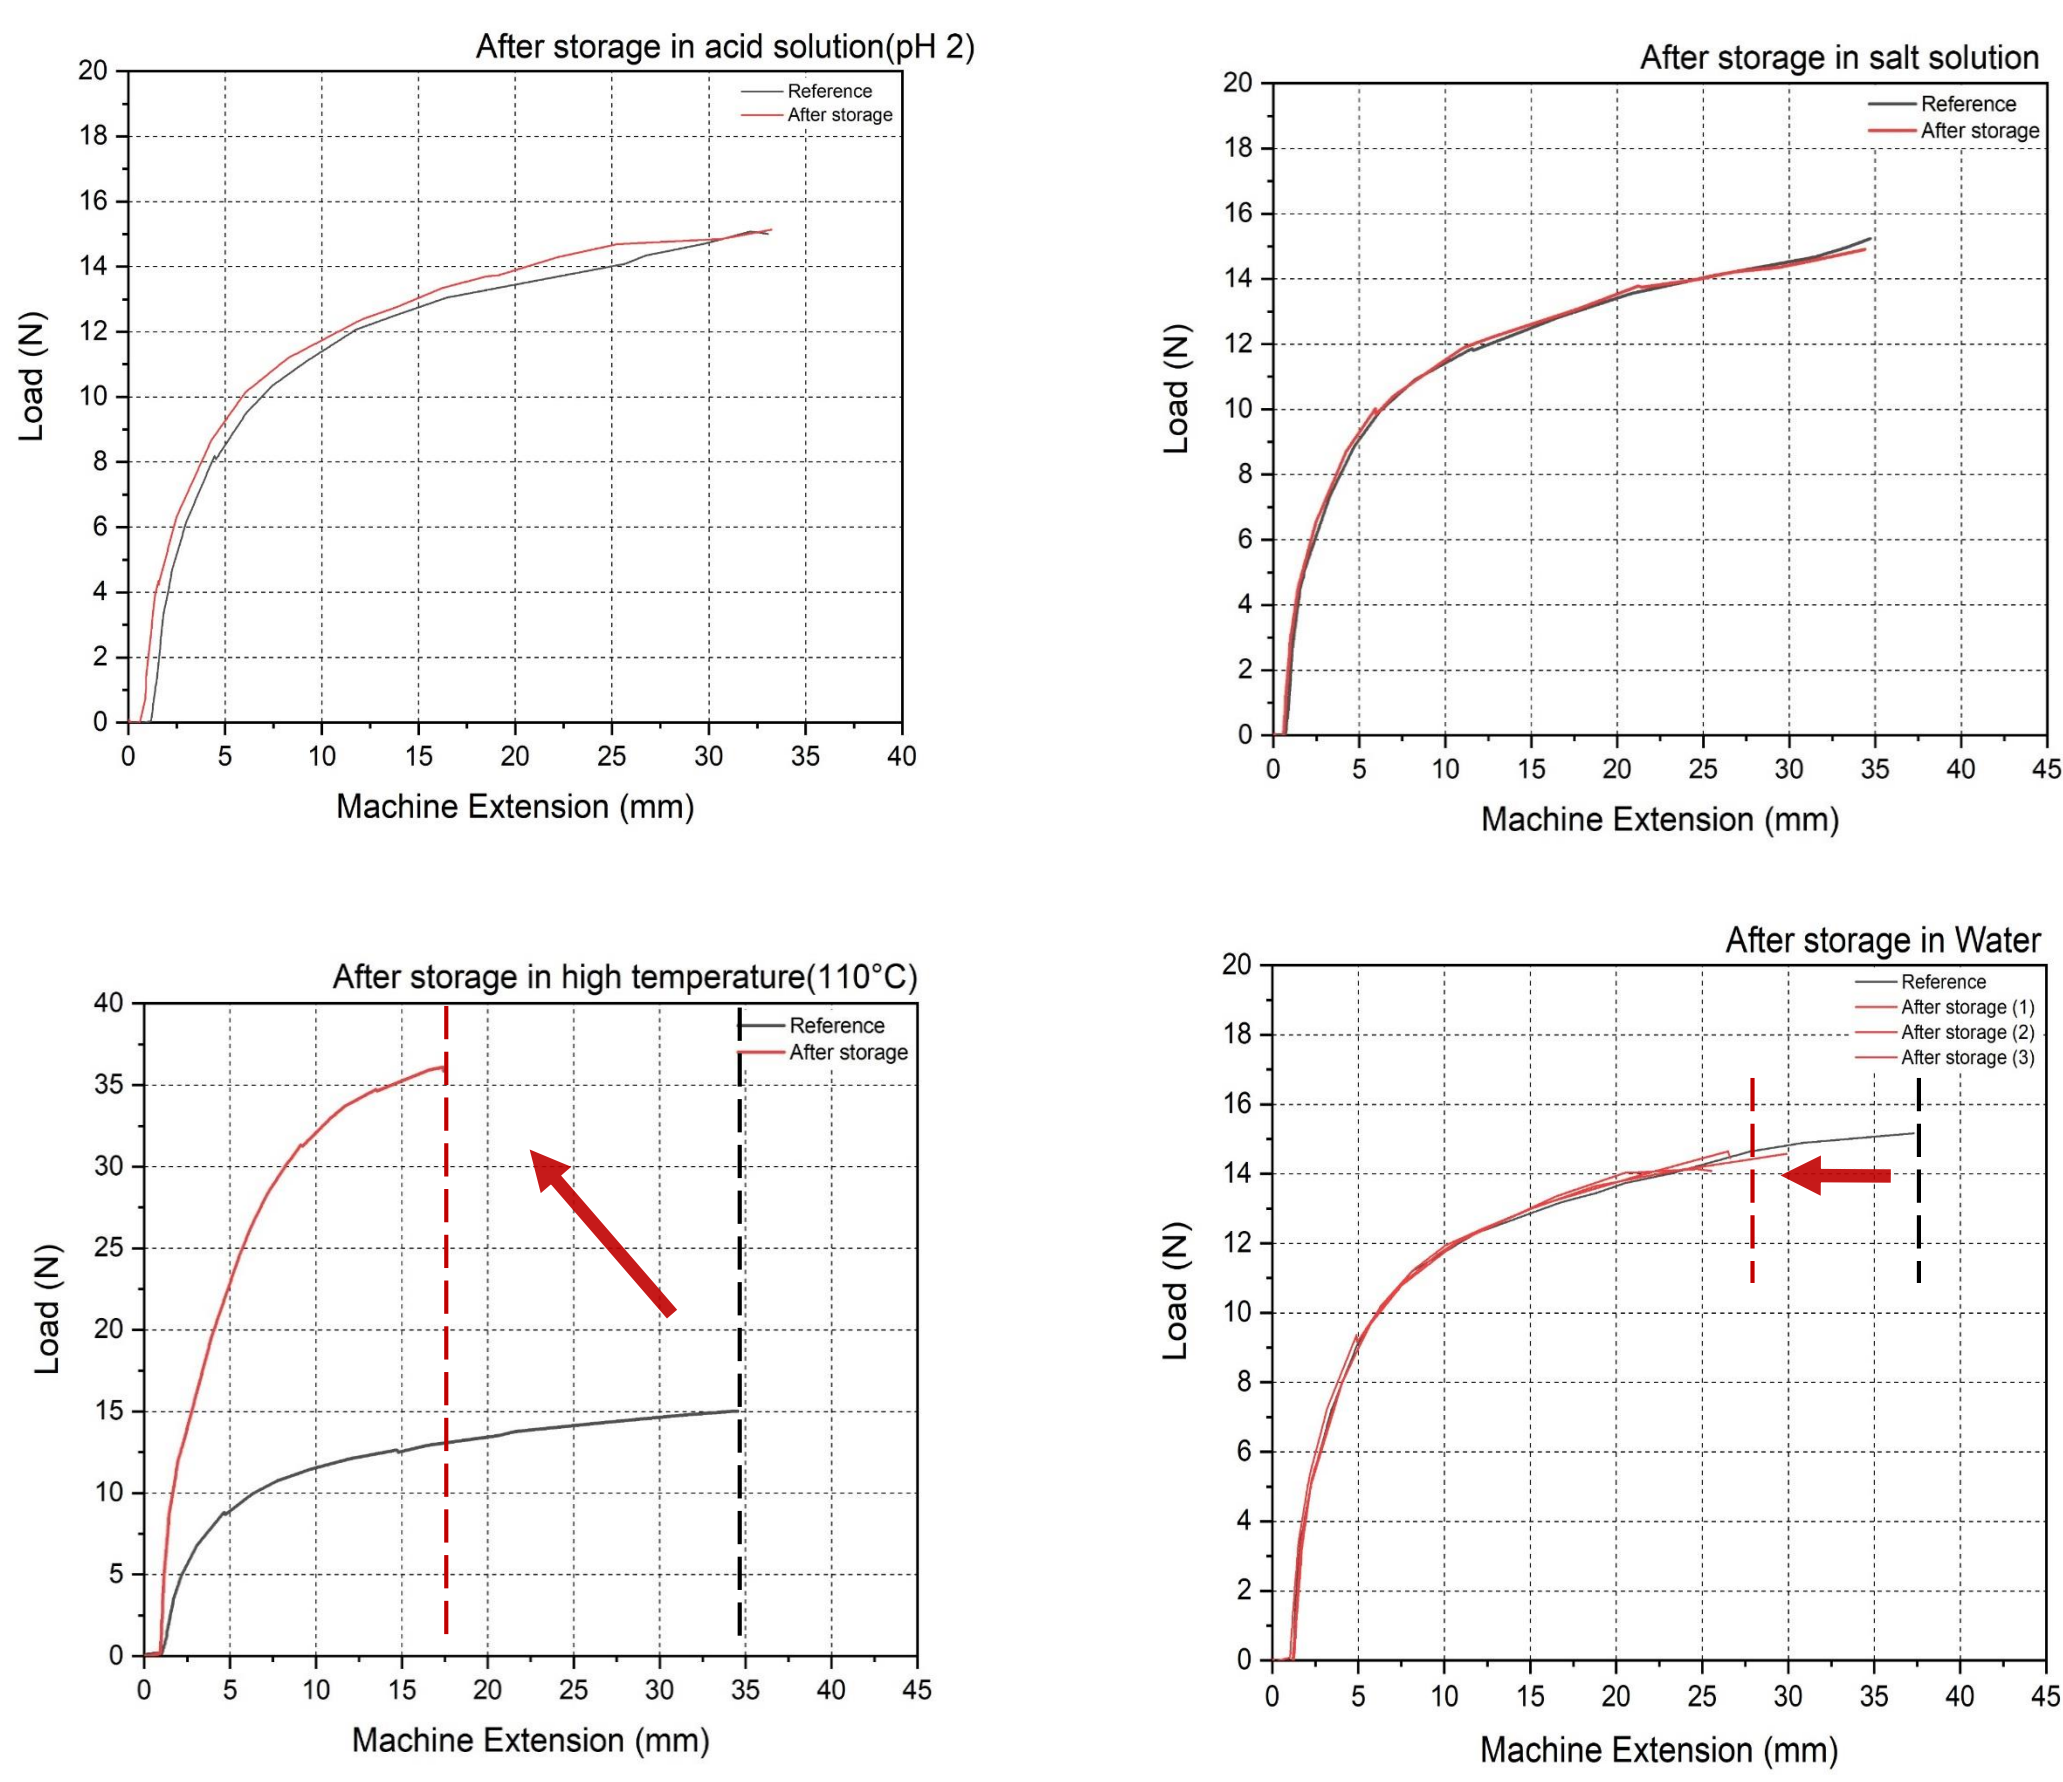 After storage in acid solution(pH 2)
20
18
16
14
12
10
8
6
4
2
0
Load (N)
Reference
After storage
0 5 10 15 20 25 30 35 40
Machine Extension (mm)
After storage in salt solution
20
18
16
14
12
10
8
6
4
2
0
Load (N)
Reference
After storage
0 5 10 15 20 25 30 35 40 45
Machine Extension (mm)
After storage in high temperature(110°C)
40
35
30
25
20
15
10
5
0
Load (N)
Reference
After storage
0 5 10 15 20 25 30 35 40 45
Machine Extension (mm)
After storage in Water
20
18
16
14
12
10
8
6
4
2
0
Load (N)
Reference
After storage (1)
After storage (2)
After storage (3)
0 5 10 15 20 25 30 35 40 45
Machine Extension (mm)